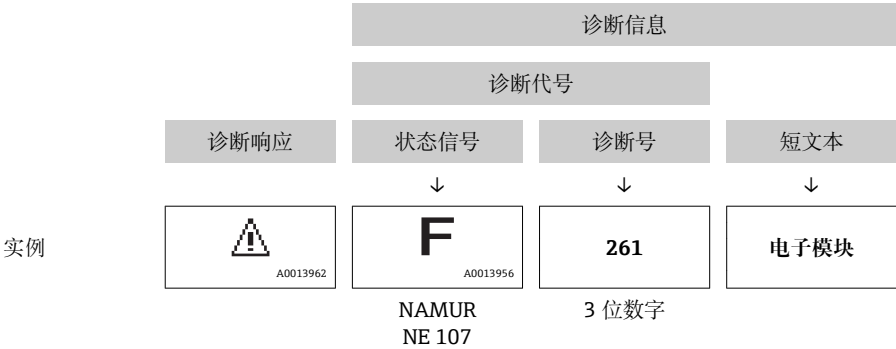 诊断信息
诊断代号
诊断响应 状态信号 诊断号 短文本
↓ ↓ ↓
实例 A0013962 F A0013956 261 电子模块
NAMUR 3 位数字
NE 107